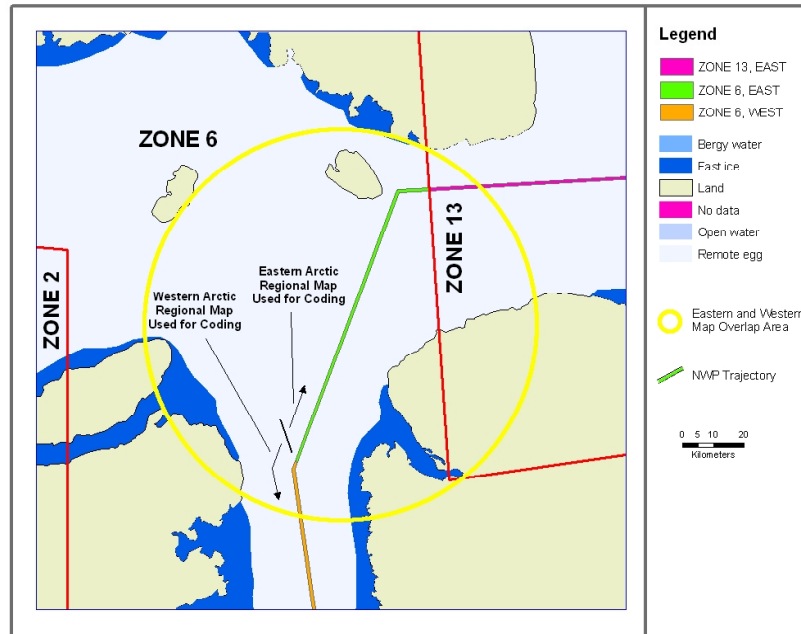 ZONE 6
ZONE 2
ZONE 13
Western Arctic
Regional Map
Used for Coding
Eastern Arctic
Regional Map
Used for Coding
Legend
ZONE 13, EAST
ZONE 6, EAST
ZONE 6, WEST
Bergy water
Fast ice
Land
No data
Open water
Remote egg
Eastern and Western
Map Overlap Area
NWP Trajectory
0 5 10 20
Kilometers